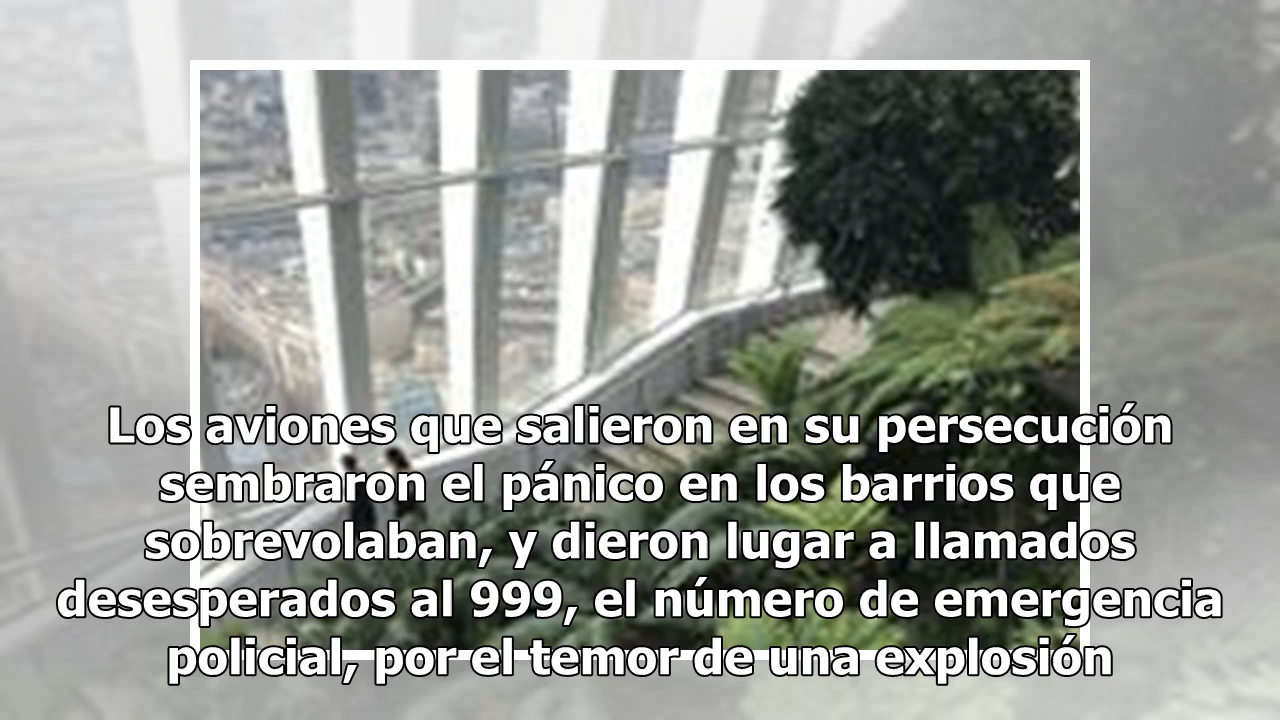 Los aviones que salieron en su persecución
sembraron el pánico en los barrios que
sobrevolaban, y dieron lugar a llamados
desesperados al 999, el número de emergencia
policial, por el temor de una explosión